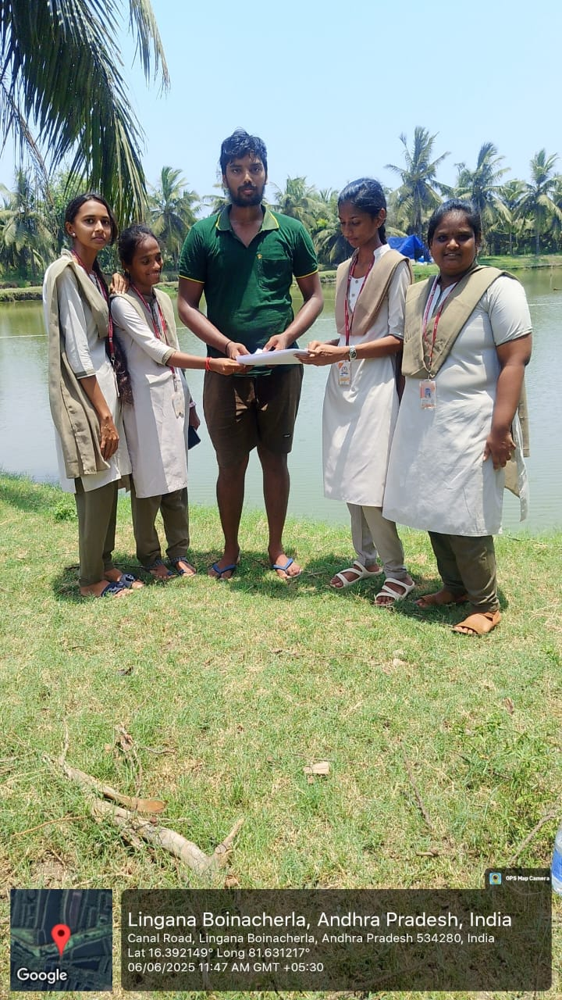 GPS Map Camera
Lingana Boinacherla, Andhra Pradesh, India
Canal Road, Lingana Boinacherla, Andhra Pradesh 534280, India
Lat 16.392149° Long 81.631217°
06/06/2025 11:47 AM GMT +05:30
Google